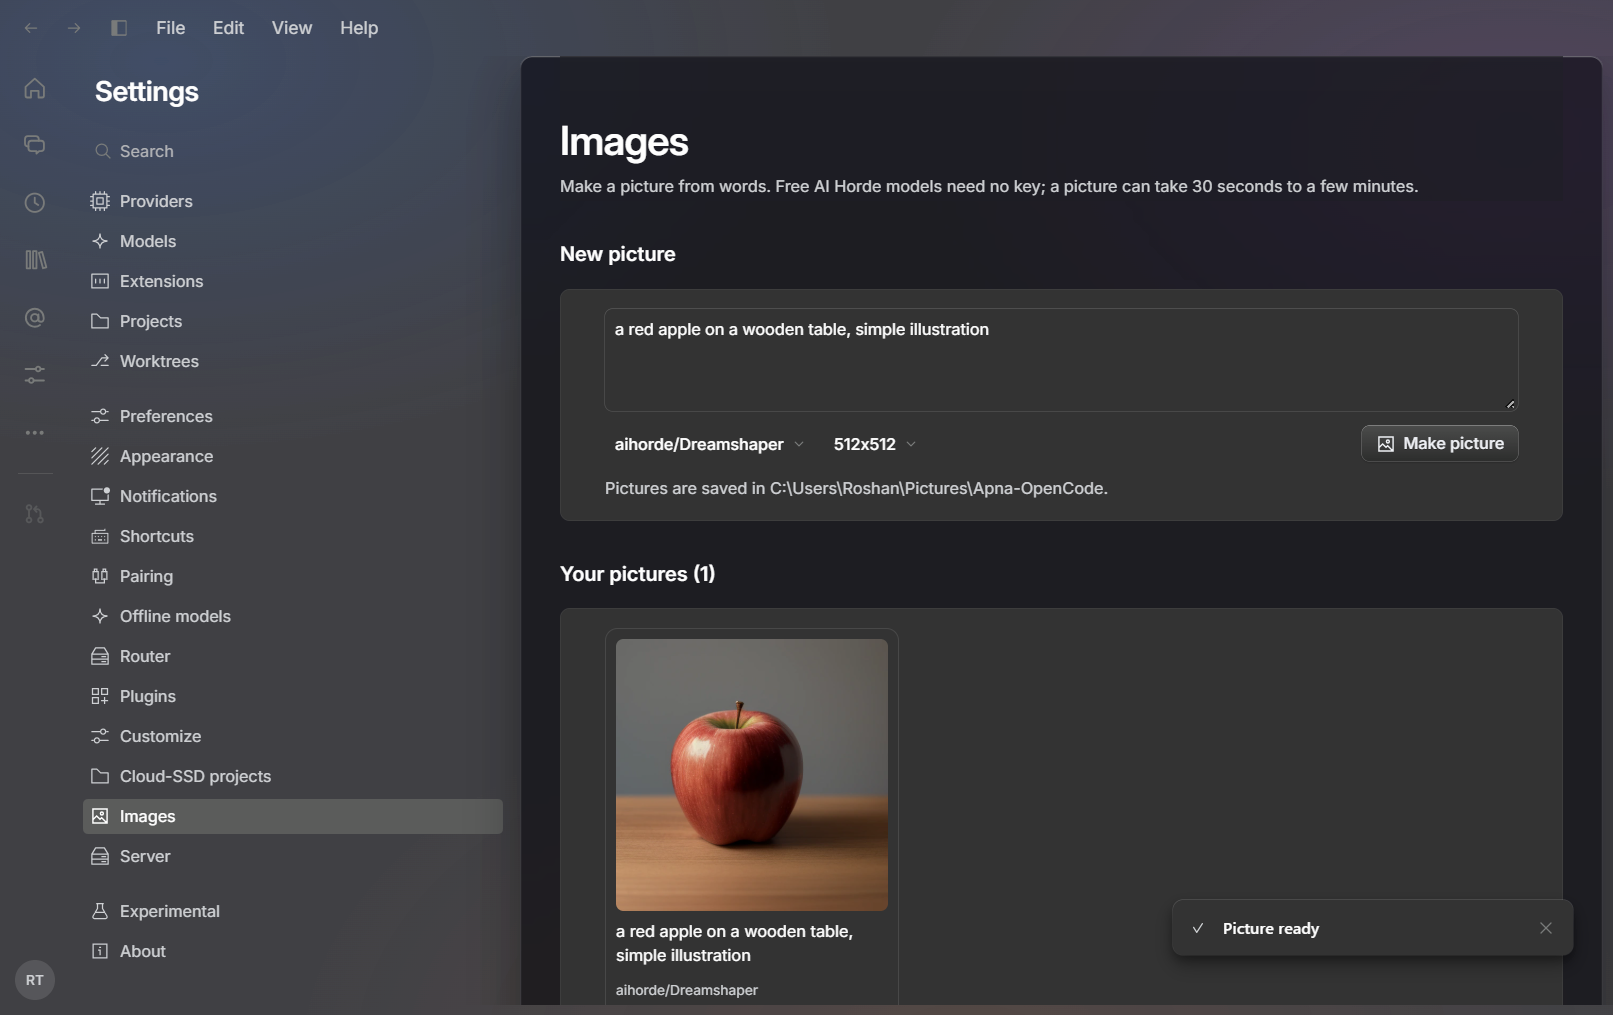 File Edit View Help
Settings
Search
Providers
Models
Extensions
Projects
Worktrees
Preferences
Appearance
Notifications
Shortcuts
Pairing
Offline models
Router
Plugins
Customize
Cloud-SSD projects
Images
Server
Experimental
About
RT
Images
Make a picture from words. Free AI Horde models need no key; a picture can take 30 seconds to a few minutes.
New picture
a red apple on a wooden table, simple illustration
aihorde/Dreamshaper 512x512 Make picture
Pictures are saved in C:\Users\Roshan\Pictures\Apna-OpenCode.
Your pictures (1)
a red apple on a wooden table,
simple illustration
aihorde/Dreamshaper
Picture ready